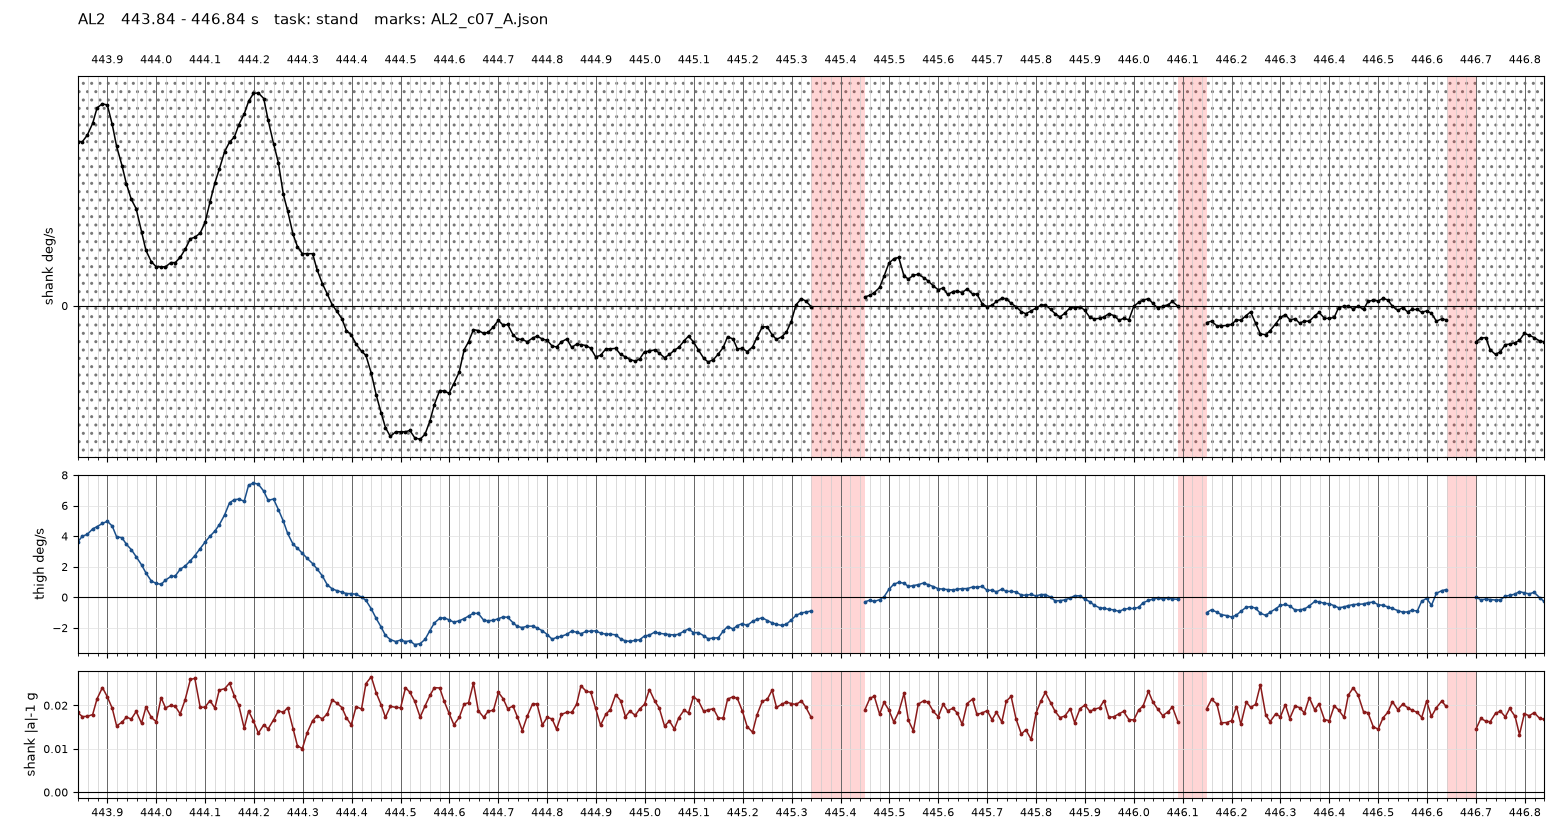 AL2 443.84 - 446.84 s task: stand marks: AL2_c07_A.json
443.9 444.0 444.1 444.2 444.3 444.4 444.5 444.6 444.7 444.8 444.9 445.0 445.1 445.2 445.3 445.4 445.5 445.6 445.7 445.8 445.9 446.0 446.1 446.2 446.3 446.4 446.5 446.6 446.7 446.8
shank deg/s
0
thigh deg/s
8
6
4
2
0
−2
shank |a|-1 g
0.02
0.01
0.00
443.9 444.0 444.1 444.2 444.3 444.4 444.5 444.6 444.7 444.8 444.9 445.0 445.1 445.2 445.3 445.4 445.5 445.6 445.7 445.8 445.9 446.0 446.1 446.2 446.3 446.4 446.5 446.6 446.7 446.8